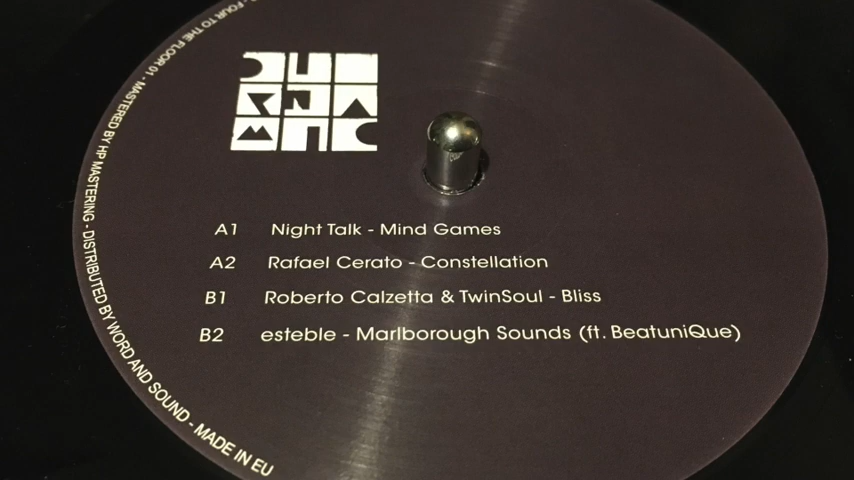 FOUR TO THE FLOOR 01 - MASTERED BY HP MASTERING - DISTRIBUTED BY WORD AND SOUND - MADE IN EU
A1 Night Talk - Mind Games
A2 Rafael Cerato - Constellation
B1 Roberto Calzetta & TwinSoul - Bliss
B2 esteble - Marlborough Sounds (ft. BeatuniQue)